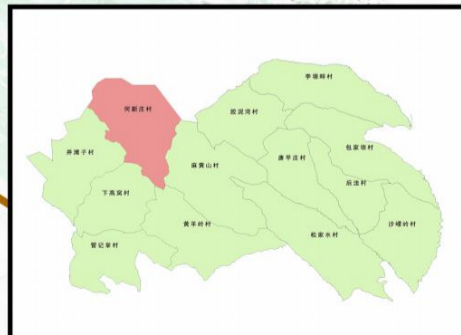 李塬畔村
何新庄村
胶泥湾村
包家塬村
井滩子村
麻黄山村
唐平庄村
后洼村
下高窑村
沙崾岘村
黄羊岭村
松家水村
管记掌村